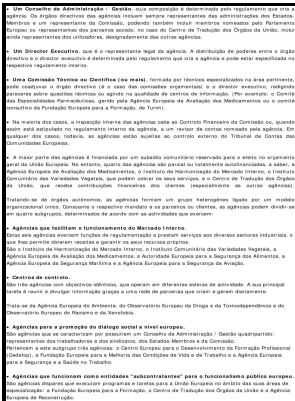 • Um Conselho de Administração / Gestão, cuja composição é determinada pelo regulamento que cria a
agência. Os órgãos directivos das agências incluem sempre representantes das administrações dos Estados-
Membros e um representante da Comissão, podendo também incluir membros nomeados pelo Parlamento
Europeu ou representantes dos parceiros sociais; no caso do Centro de Tradução dos Órgãos da União, inclui
ainda representantes dos utilizadores, designadamente das outras agências.
• Um Director Executivo, que é o representante legal da agência. A distribuição de poderes entre o órgão
directivo e o director executivo é determinada pelo regulamento que cria a agência e pode estar especificada no
respectivo regulamento interno.
• Uma Comissão Técnica ou Científica (ou mais), formada por técnicos especializados na área pertinente,
pode coadjuvar o órgão directivo (é o caso das comissões orçamentais) e o director executivo, redigindo
pareceres sobre questões técnicas ou agindo na qualidade de centros de informação. (Por exemplo: o Comité
das Especialidades Farmacêuticas, gerido pela Agência Europeia de Avaliação dos Medicamentos ou o comité
consultivo da Fundação Europeia para a Formação, de Turim).
• Na maioria dos casos, a inspecção interna das agências cabe ao Controlo Financeiro da Comissão ou, quando
assim está estipulado no regulamento interno da agência, a um revisor de contas nomeado pela agência. Em
qualquer dos casos, todavia, as agências estão sujeitas ao controlo externo do Tribunal de Contas das
Comunidades Europeias.
• A maior parte das agências é financiada por um subsídio comunitário reservado para o efeito no orçamento
geral da União Europeia. No entanto, quatro das agências são parcial ou totalmente autofinanciadas, a saber, a
Agência Europeia de Avaliação dos Medicamentos, o Instituto de Harmonização do Mercado Interno, o Instituto
Comunitário das Variedades Vegetais, que podem cobrar os seus serviços, e o Centro de Tradução dos Órgãos
da União, que recebe contribuições financeiras dos clientes (especialmente as outras agências).
Tratando-se de órgãos autónomos, as agências formam um grupo heterogéneo ligado por um modelo
organizacional único. Consoante o respectivo mandato e os parceiros ou clientes, as agências podem dividir-se
em quatro subgrupos, determinados de acordo com as actividades que exercem:
• Agências que facilitam o funcionamento do Mercado Interno.
Estas seis agências exercem funções de regulamentação e prestam serviços aos diversos sectores industriais, o
que lhes permite obterem receitas e garantir os seus recursos próprios.
São o Instituto de Harmonização do Mercado Interno, o Instituto Comunitário das Variedades Vegetais, a
Agência Europeia de Avaliação dos Medicamentos, a Autoridade Europeia para a Segurança dos Alimentos, a
Agência Europeia da Segurança Marítima e a Agência Europeia para a Segurança da Aviação.
• Centros de controlo.
São três agências com objectivos idênticos, que operam em diferentes esferas de actividade. A sua principal
tarefa é reunir e divulgar informação graças a uma rede de parcerias que criam e gerem diariamente.
Trata-se da Agência Europeia do Ambiente, do Observatório Europeu da Droga e da Toxicodependência e do
Observatório Europeu do Racismo e da Xenofobia.
• Agências para a promoção do diálogo social a nível europeu.
São agências que se caracterizam por possuírem um Conselho de Administração / Gestão quadripartido:
representantes dos trabalhadores e dos sindicatos, dos Estados-Membros e da Comissão.
Pertencem a este subgrupo três agências: o Centro Europeu para o Desenvolvimento da Formação Profissional
(Cedefop), a Fundação Europeia para a Melhoria das Condições de Vida e de Trabalho e a Agência Europeia
para a Segurança e a Saúde no Trabalho.
• Agências que funcionam como entidades "subcontratantes" para o funcionalismo público europeu.
São agências dispares que executam programas e tarefas para a União Europeia no âmbito das suas áreas de
especialização: a Fundação Europeia para a Formação, o Centro de Tradução dos Órgãos da União e a Agência
Europeia de Reconstrução.